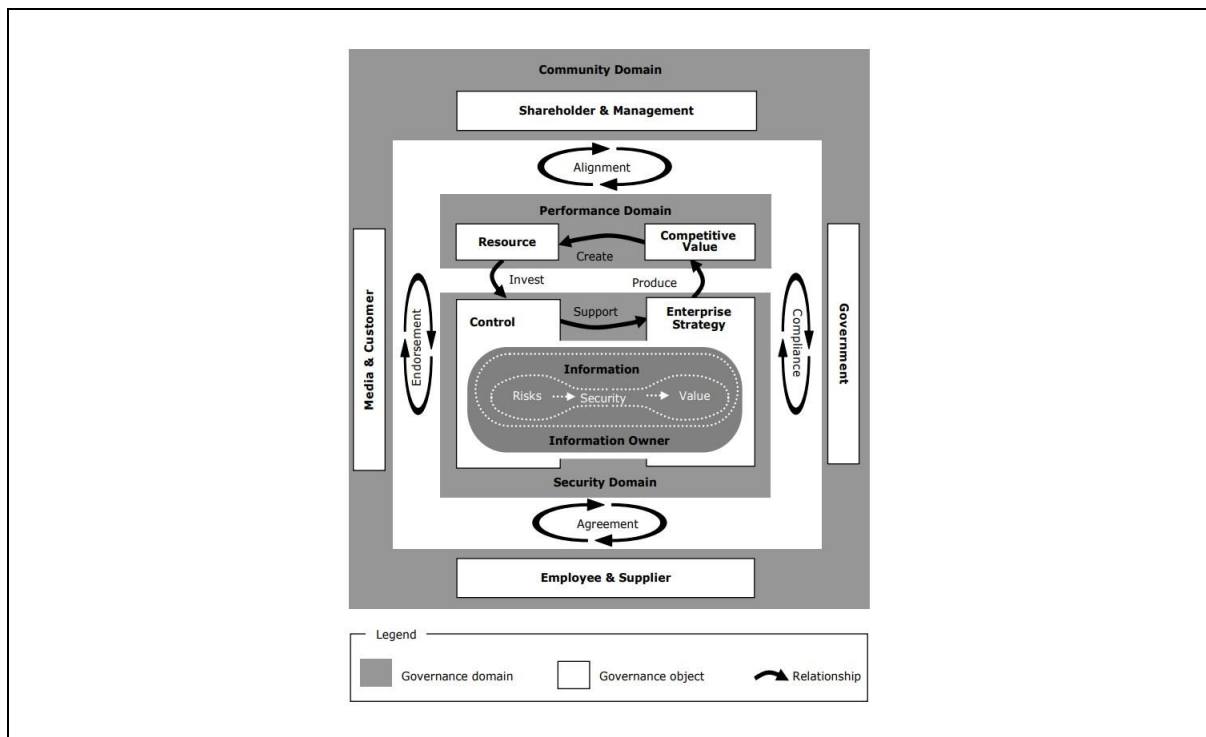 Community Domain
Shareholder & Management
Alignment
Performance Domain
Resource
Competitive
Value
Create
Invest
Produce
Media & Customer
Endorsement
Control
Support
Enterprise
Strategy
Compliance
Government
Information
Risks
Security
Value
Information Owner
Security Domain
Agreement
Employee & Supplier
Legend
Governance domain
Governance object
Relationship